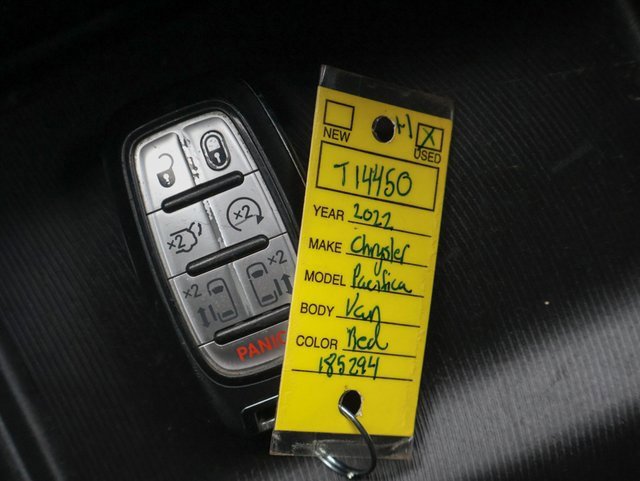 NEW
+1 X
USED
T14450
YEAR 2022
MAKE Chrysler
MODEL Pacifica
BODY Van
COLOR Red
185294
x2
x2
x2
x2
PANIC